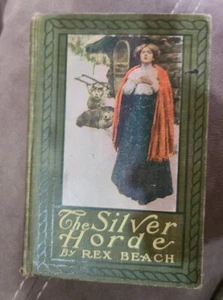 The Silver
Horde
By REX BEACH